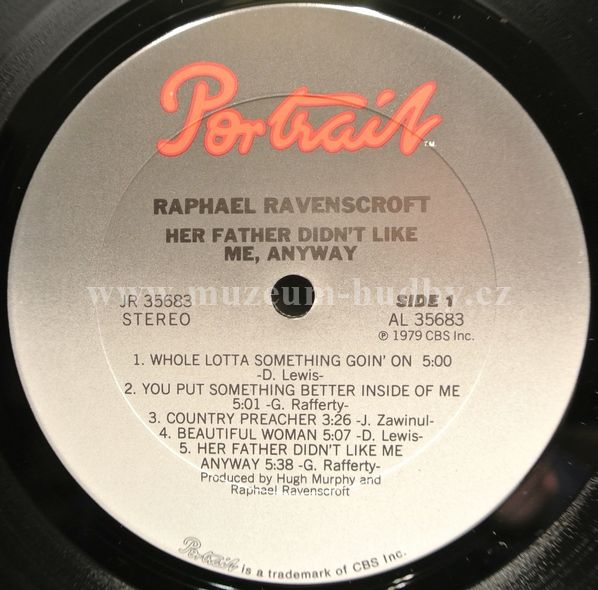 Portrait
TM
RAPHAEL RAVENSCROFT
HER FATHER DIDN'T LIKE
ME, ANYWAY
www.muzeum-hudby.cz
JR 35683
STEREO
SIDE 1
AL 35683
℗ 1979 CBS Inc.
1. WHOLE LOTTA SOMETHING GOIN' ON 5:00
-D. Lewis-
2. YOU PUT SOMETHING BETTER INSIDE OF ME
5:01 -G. Rafferty-
3. COUNTRY PREACHER 3:26 -J. Zawinul-
4. BEAUTIFUL WOMAN 5:07 -D. Lewis-
5. HER FATHER DIDN'T LIKE ME
ANYWAY 5:38 -G. Rafferty-
Produced by Hugh Murphy and
Raphael Ravenscroft
Portrait is a trademark of CBS Inc.